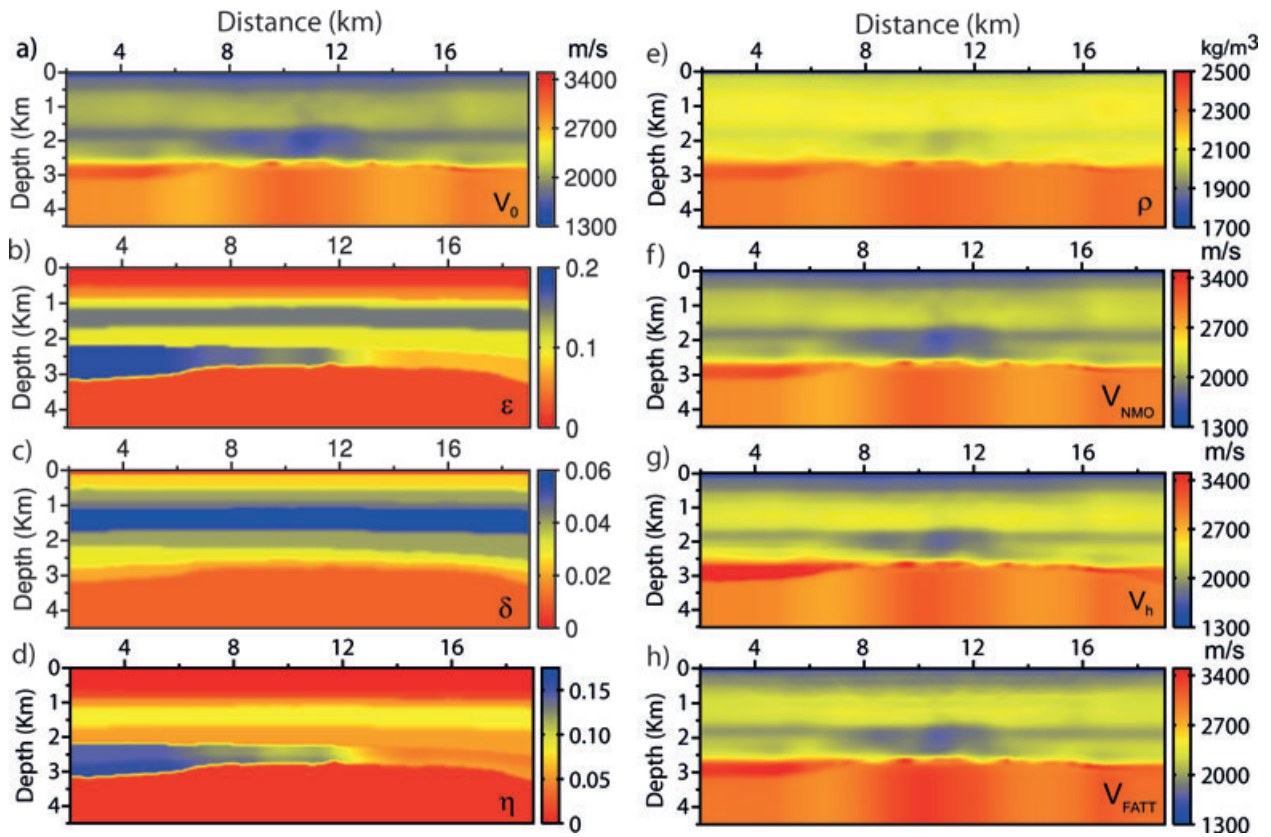 Distance (km)
Distance (km)
a) 4 8 12 16 m/s
0 1 2 3 4
Depth (Km)
3400
2700
2000
1300
V0
b) 4 8 12 16
0 1 2 3 4
Depth (Km)
0.2
0.1
0
ε
c) 4 8 12 16
0 1 2 3 4
Depth (Km)
0.06
0.04
0.02
0
δ
d) 4 8 12 16
0 1 2 3 4
Depth (Km)
0.15
0.10
0.05
0
η
e) 4 8 12 16 kg/m³
0 1 2 3 4
Depth (Km)
2500
2300
2100
1900
1700
ρ
f) 4 8 12 16 m/s
0 1 2 3 4
Depth (Km)
3400
2700
2000
1300
VNMO
g) 4 8 12 16 m/s
0 1 2 3 4
Depth (Km)
3400
2700
2000
1300
Vh
h) 4 8 12 16 m/s
0 1 2 3 4
Depth (Km)
3400
2700
2000
1300
VFATT